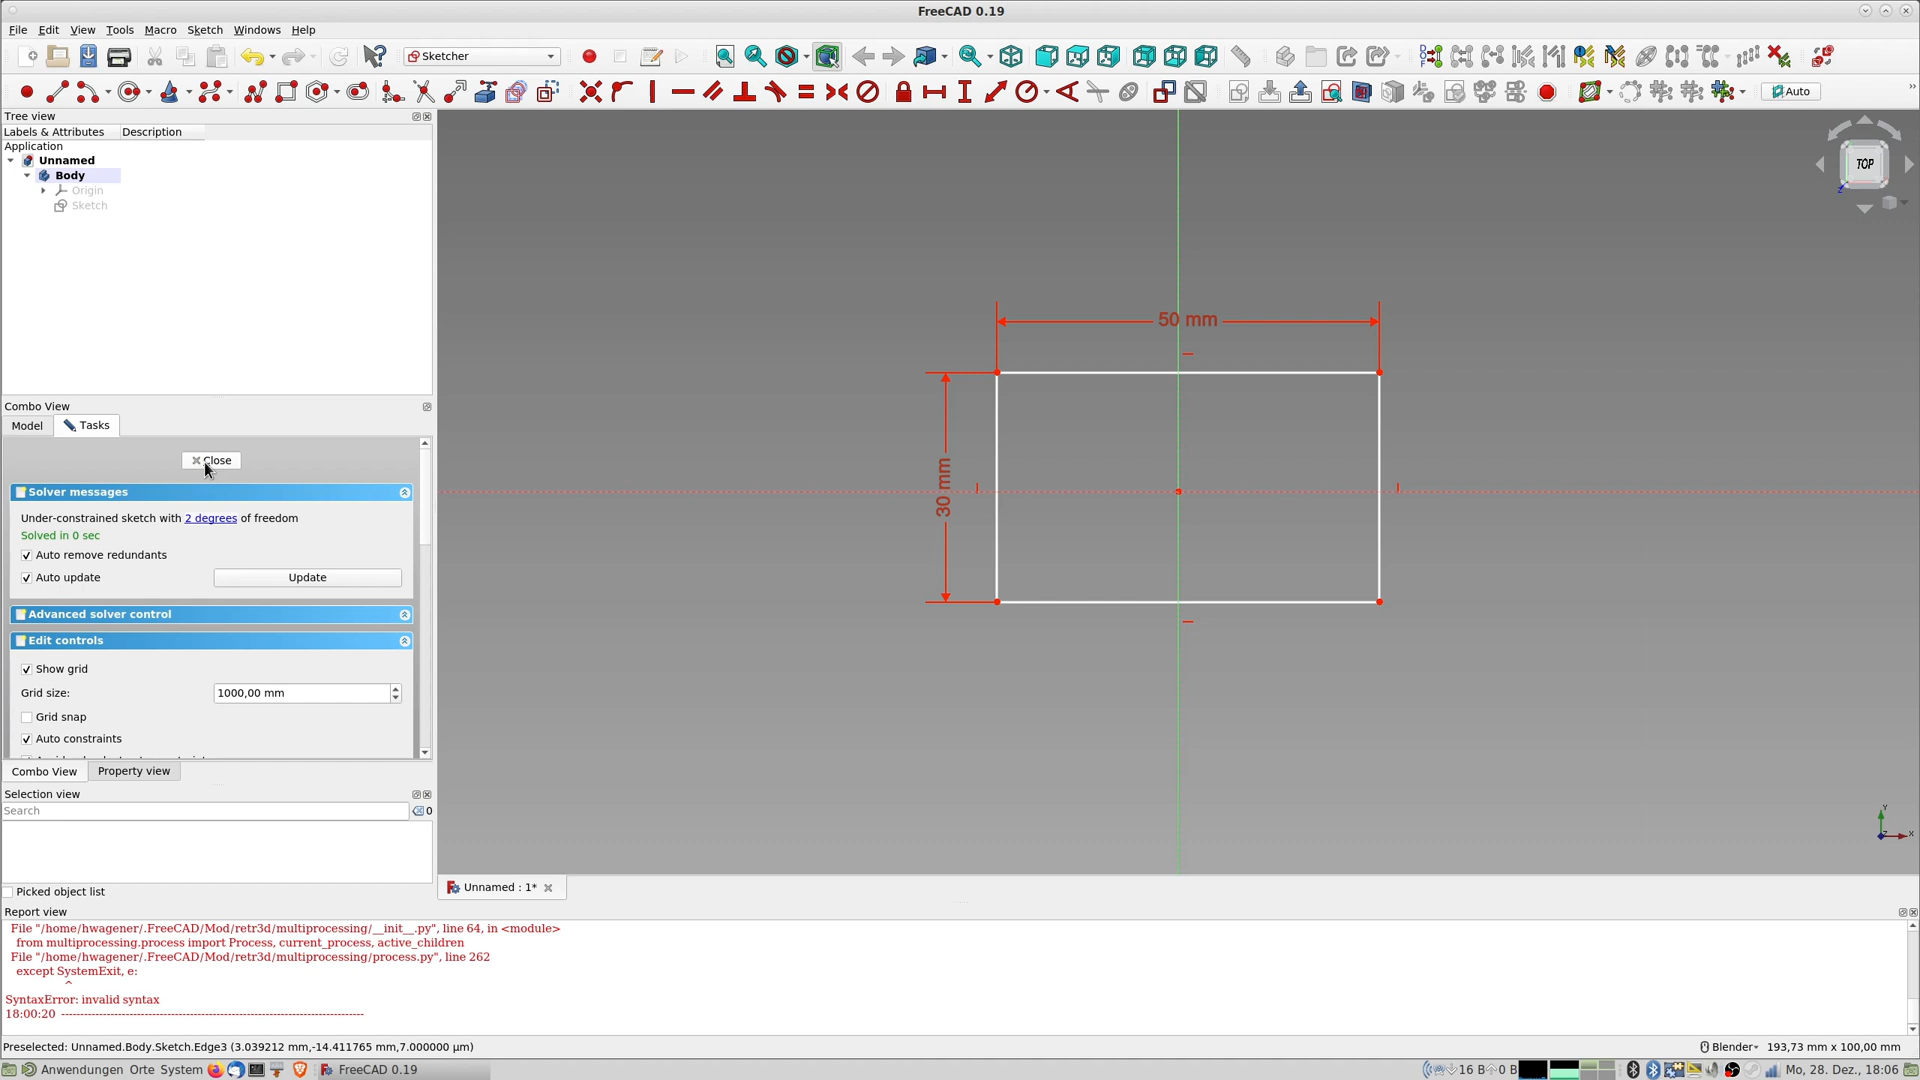 FreeCAD 0.19
File Edit View Tools Macro Sketch Windows Help
Sketcher
Auto
Tree view
Labels & Attributes Description
Application
Unnamed
Body
Origin
Sketch
TOP
50 mm
30 mm
Combo View
Model Tasks
Close
Solver messages
Under-constrained sketch with 2 degrees of freedom
Solved in 0 sec
Auto remove redundants
Auto update Update
Advanced solver control
Edit controls
Show grid
Grid size: 1000,00 mm
Grid snap
Auto constraints
Combo View Property view
Selection view
Search 0
Y
X
Z
Picked object list
Unnamed : 1*
Report view
File "/home/hwagener/.FreeCAD/Mod/retr3d/multiprocessing/__init__.py", line 64, in <module>
from multiprocessing.process import Process, current_process, active_children
File "/home/hwagener/.FreeCAD/Mod/retr3d/multiprocessing/process.py", line 262
except SystemExit, e:
^
SyntaxError: invalid syntax
18:00:20 --------------------------------------------------------------------------------
Preselected: Unnamed.Body.Sketch.Edge3 (3.039212 mm,-14.411765 mm,7.000000 µm) Blender 193,73 mm x 100,00 mm
Anwendungen Orte System FreeCAD 0.19 16 B 0 B Mo, 28. Dez., 18:06